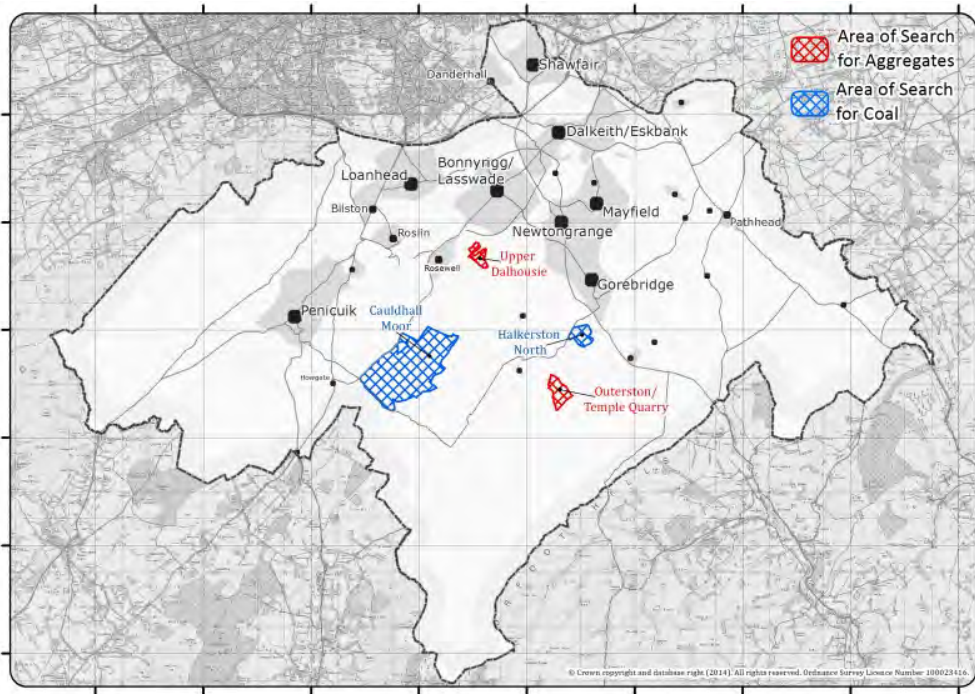 Area of Search
for Aggregates
Area of Search
for Coal
Shawfair
Danderhall
Dalkeith/Eskbank
Bonnyrigg/
Lasswade
Loanhead
Mayfield
Bilston
Pathhead
Newtongrange
Roslin
Rosewell
Upper
Dalhousie
Gorebridge
Penicuik
Cauldhall
Moor
Halkerston
North
Howgate
Outerston/
Temple Quarry
© Crown copyright and database right (2014). All rights reserved. Ordnance Survey Licence Number 100023416